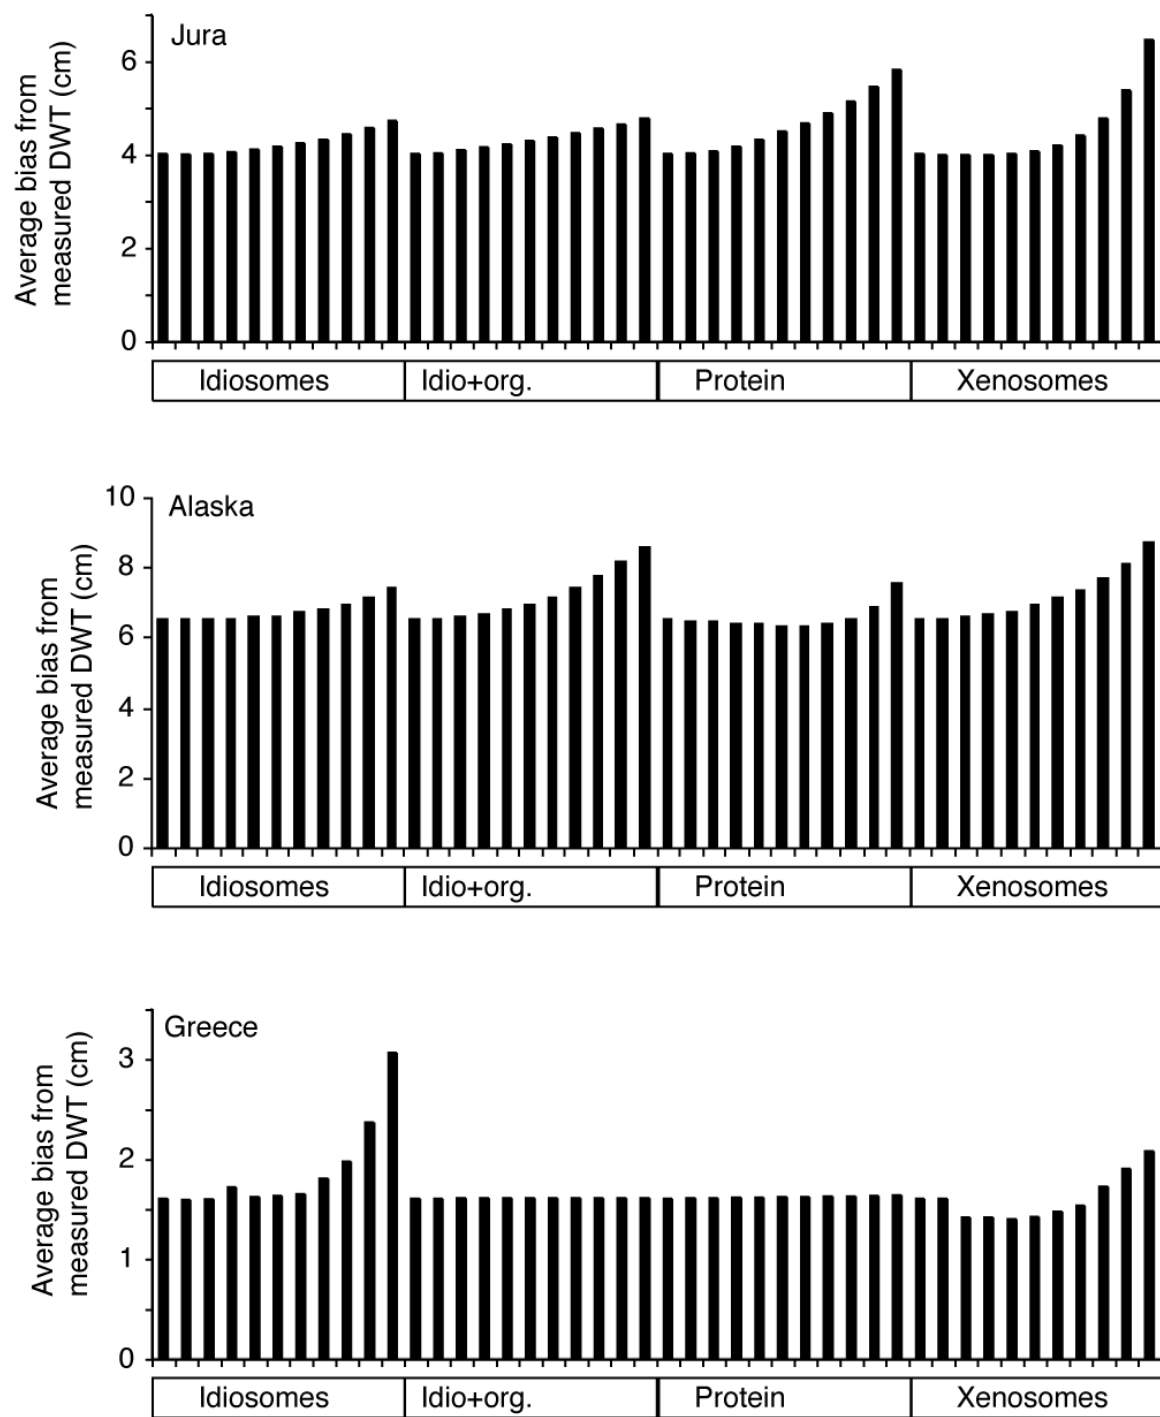 Jura
Average bias from
measured DWT (cm)
6
4
2
0
Idiosomes Idio+org. Protein Xenosomes
Alaska
Average bias from
measured DWT (cm)
10
8
6
4
2
0
Idiosomes Idio+org. Protein Xenosomes
Greece
Average bias from
measured DWT (cm)
3
2
1
0
Idiosomes Idio+org. Protein Xenosomes